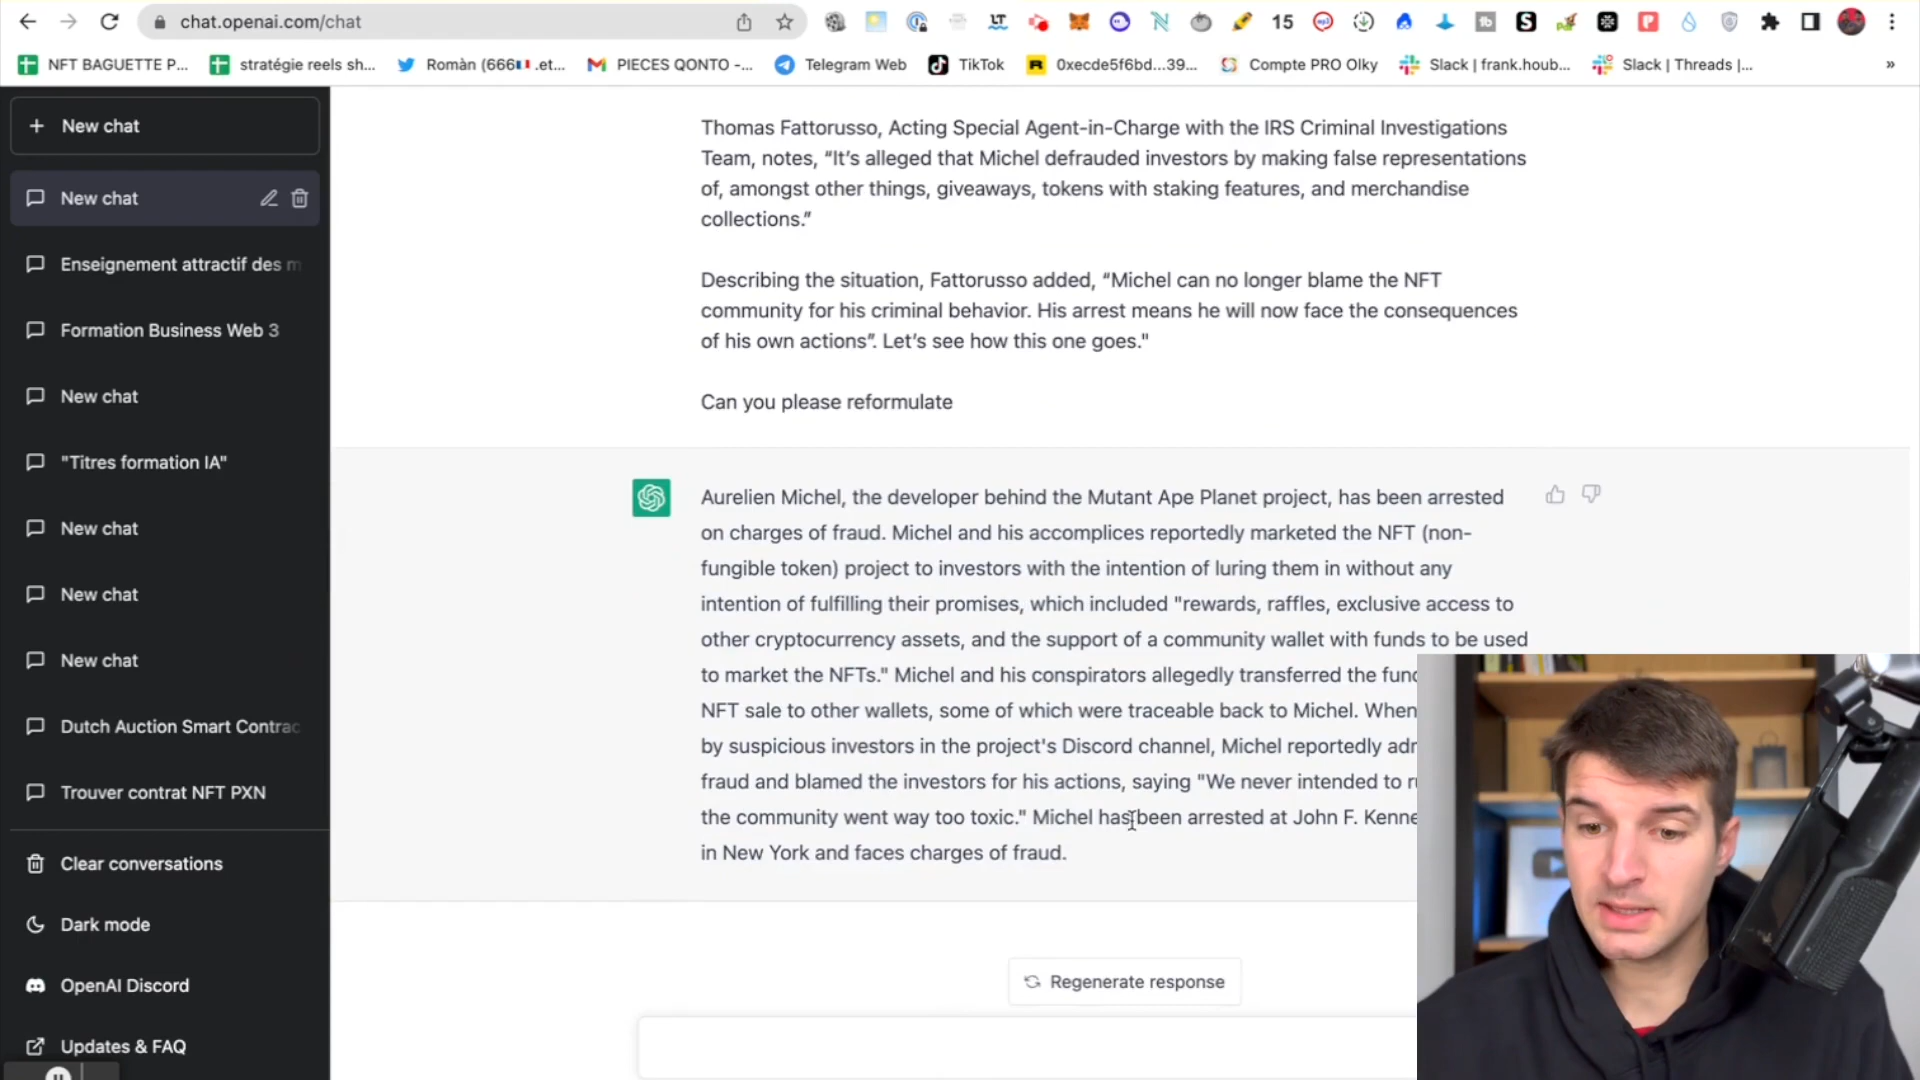 chat.openai.com/chat
15
NFT BAGUETTE P...
stratégie reels sh...
Romàn (666🇫🇷.et...
PIECES QONTO -...
Telegram Web
TikTok
0xecde5f6bd...39...
Compte PRO Olky
Slack | frank.houb...
Slack | Threads |...
»
+ New chat
New chat
Enseignement attractif des m
Formation Business Web 3
New chat
"Titres formation IA"
New chat
New chat
New chat
Dutch Auction Smart Contrac
Trouver contrat NFT PXN
Clear conversations
Dark mode
OpenAI Discord
Updates & FAQ
Thomas Fattorusso, Acting Special Agent-in-Charge with the IRS Criminal Investigations
Team, notes, “It’s alleged that Michel defrauded investors by making false representations
of, amongst other things, giveaways, tokens with staking features, and merchandise
collections.”
Describing the situation, Fattorusso added, “Michel can no longer blame the NFT
community for his criminal behavior. His arrest means he will now face the consequences
of his own actions”. Let’s see how this one goes."
Can you please reformulate
Aurelien Michel, the developer behind the Mutant Ape Planet project, has been arrested
on charges of fraud. Michel and his accomplices reportedly marketed the NFT (non-
fungible token) project to investors with the intention of luring them in without any
intention of fulfilling their promises, which included "rewards, raffles, exclusive access to
other cryptocurrency assets, and the support of a community wallet with funds to be used
to market the NFTs." Michel and his conspirators allegedly transferred the func
NFT sale to other wallets, some of which were traceable back to Michel. When
by suspicious investors in the project's Discord channel, Michel reportedly adr
fraud and blamed the investors for his actions, saying "We never intended to r
the community went way too toxic." Michel has been arrested at John F. Kenne
in New York and faces charges of fraud.
Regenerate response